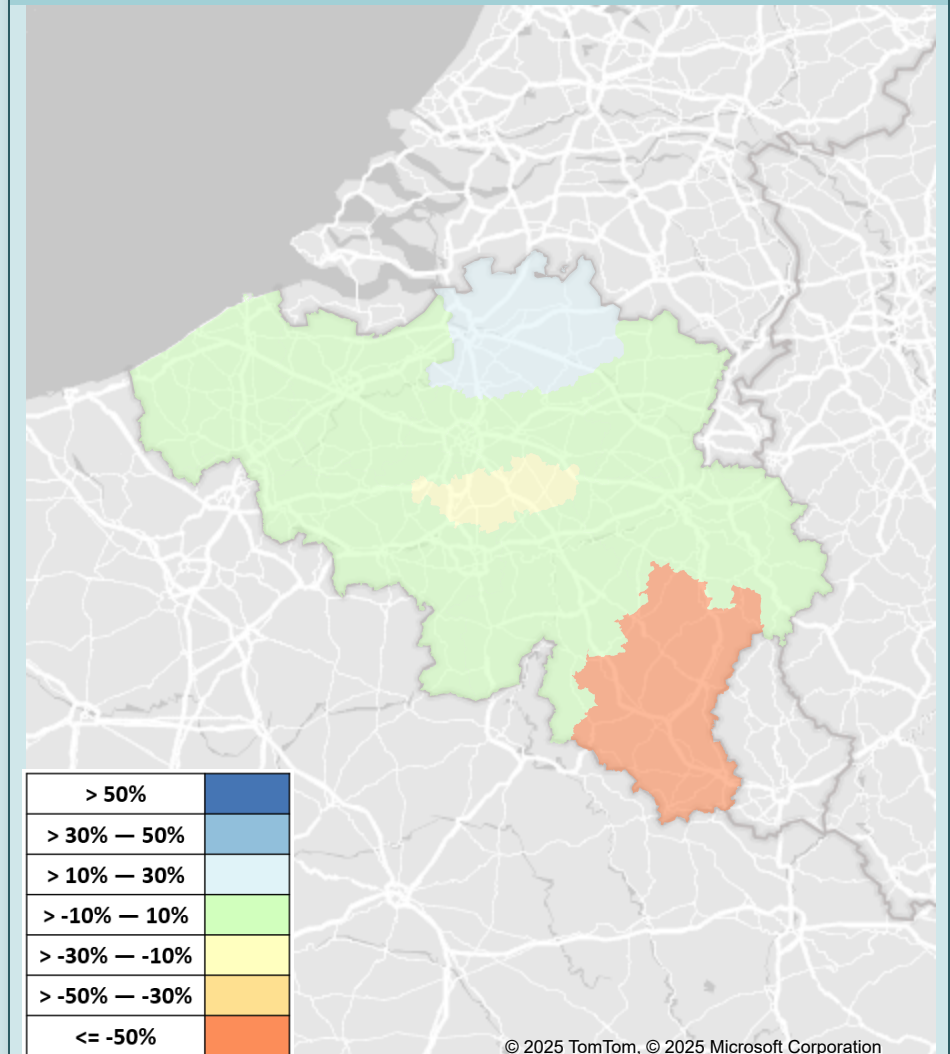 > 50%
> 30% — 50%
> 10% — 30%
> -10% — 10%
> -30% — -10%
> -50% — -30%
<= -50%
© 2025 TomTom, © 2025 Microsoft Corporation